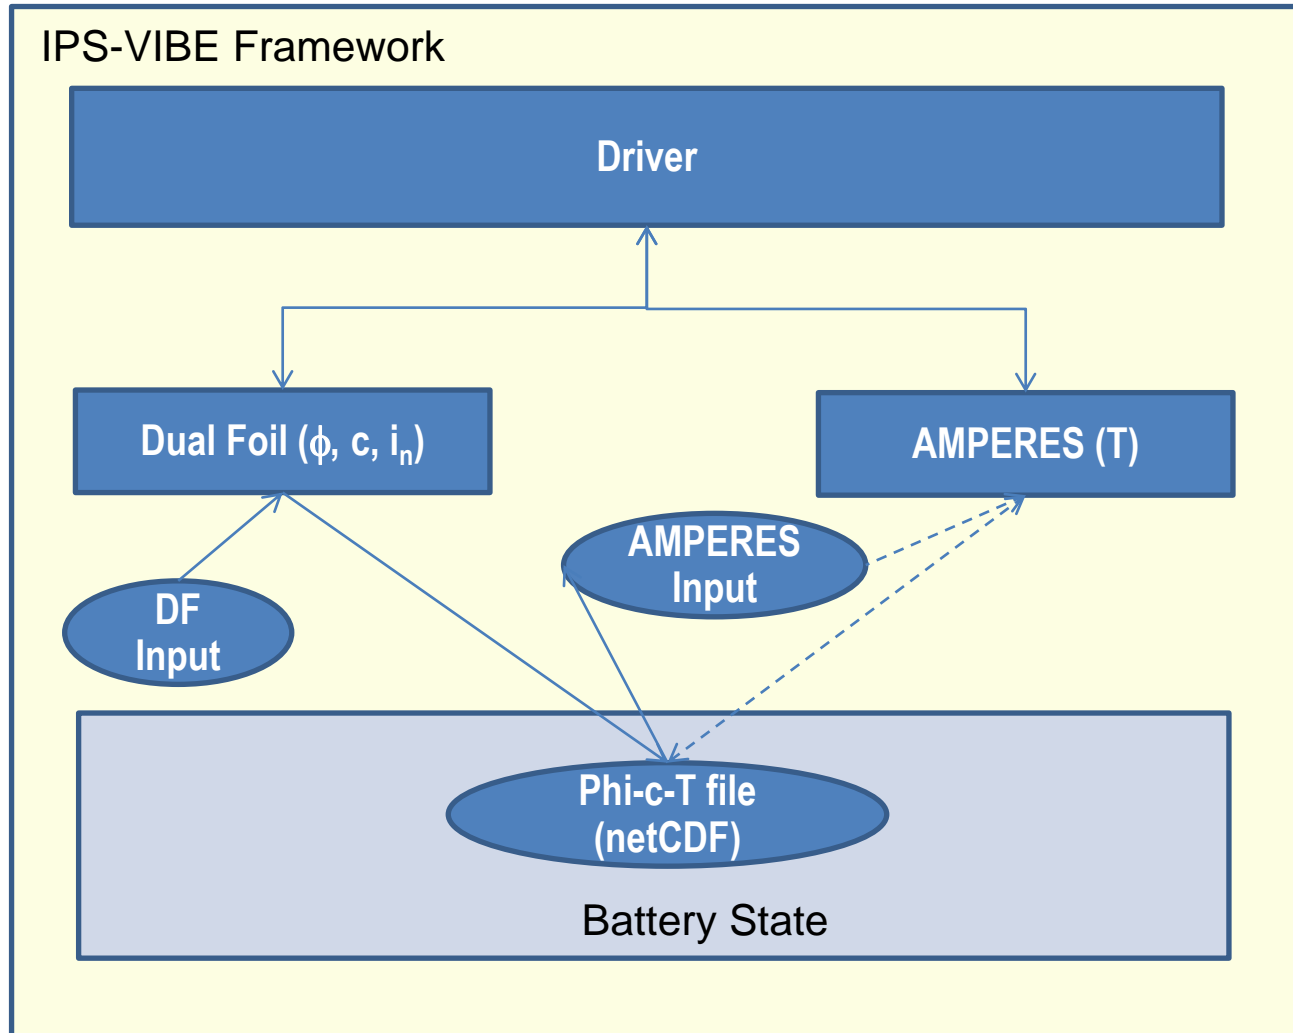 IPS-VIBE Framework
Driver
Dual Foil (ϕ, c, iₙ)
AMPERES (T)
AMPERES
Input
DF
Input
Phi-c-T file
(netCDF)
Battery State